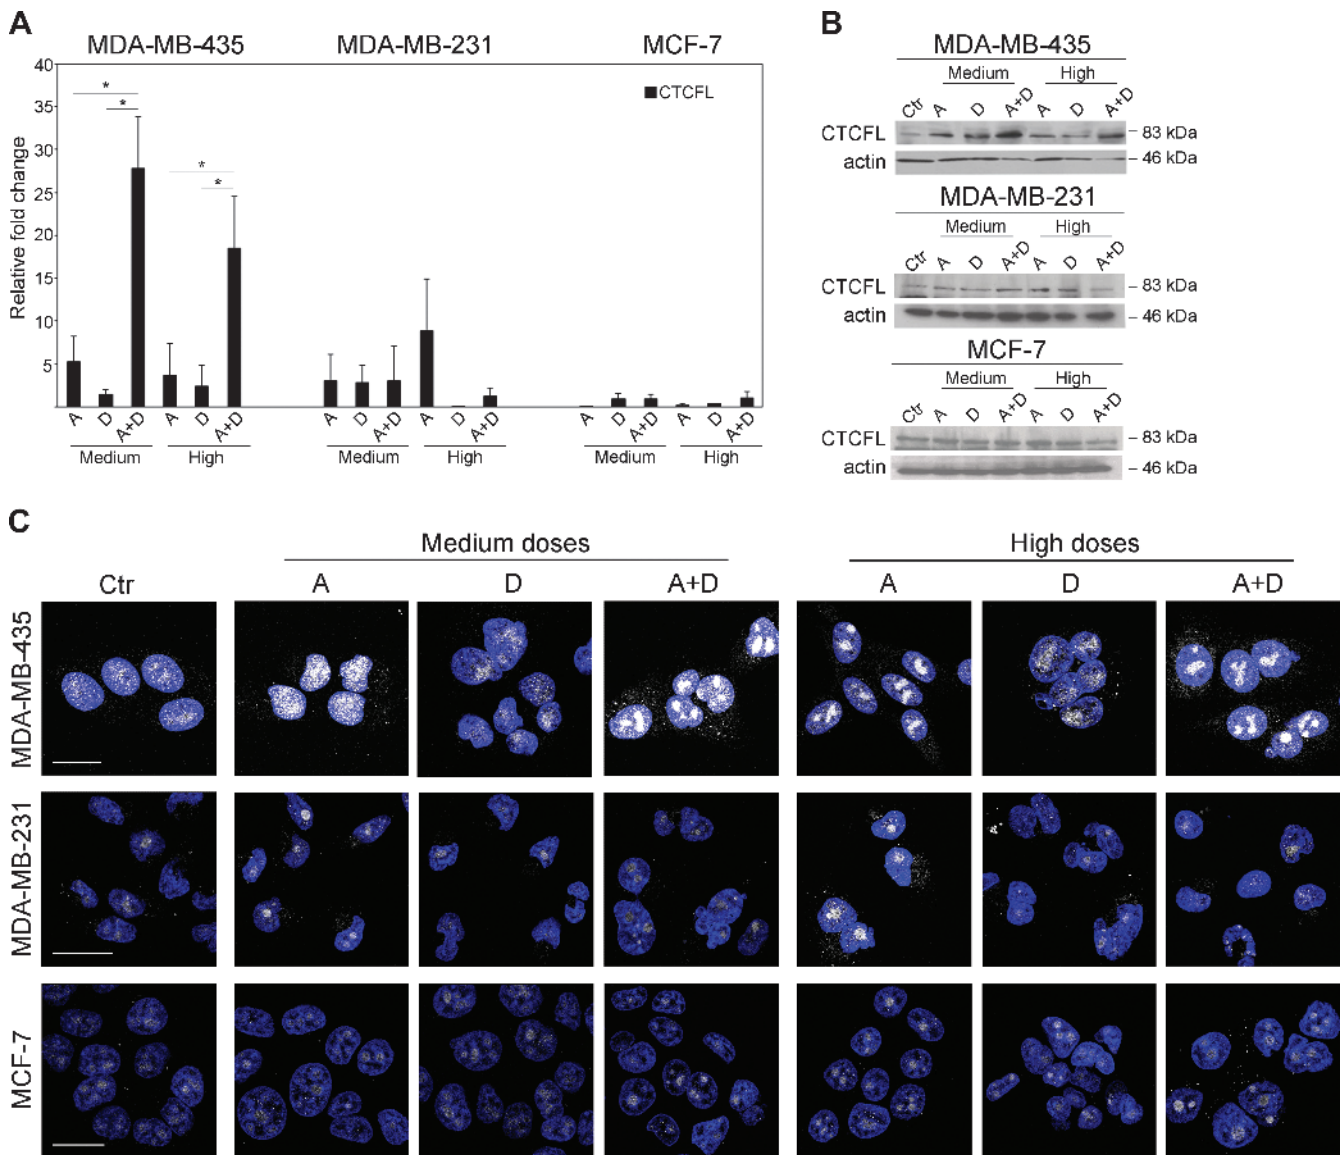 A
MDA-MB-435 MDA-MB-231 MCF-7
40
35
30
25
20
15
10
5
Relative fold change
* * * *
CTCFL
A D A+D A D A+D A D A+D A D A+D A D A+D A D A+D
Medium High Medium High Medium High
B
MDA-MB-435
Medium High
Ctr A D A+D A D A+D
CTCFL – 83 kDa
actin – 46 kDa
MDA-MB-231
Medium High
Ctr A D A+D A D A+D
CTCFL – 83 kDa
actin – 46 kDa
MCF-7
Medium High
Ctr A D A+D A D A+D
CTCFL – 83 kDa
actin – 46 kDa
C
Medium doses High doses
Ctr A D A+D A D A+D
MDA-MB-435
MDA-MB-231
MCF-7